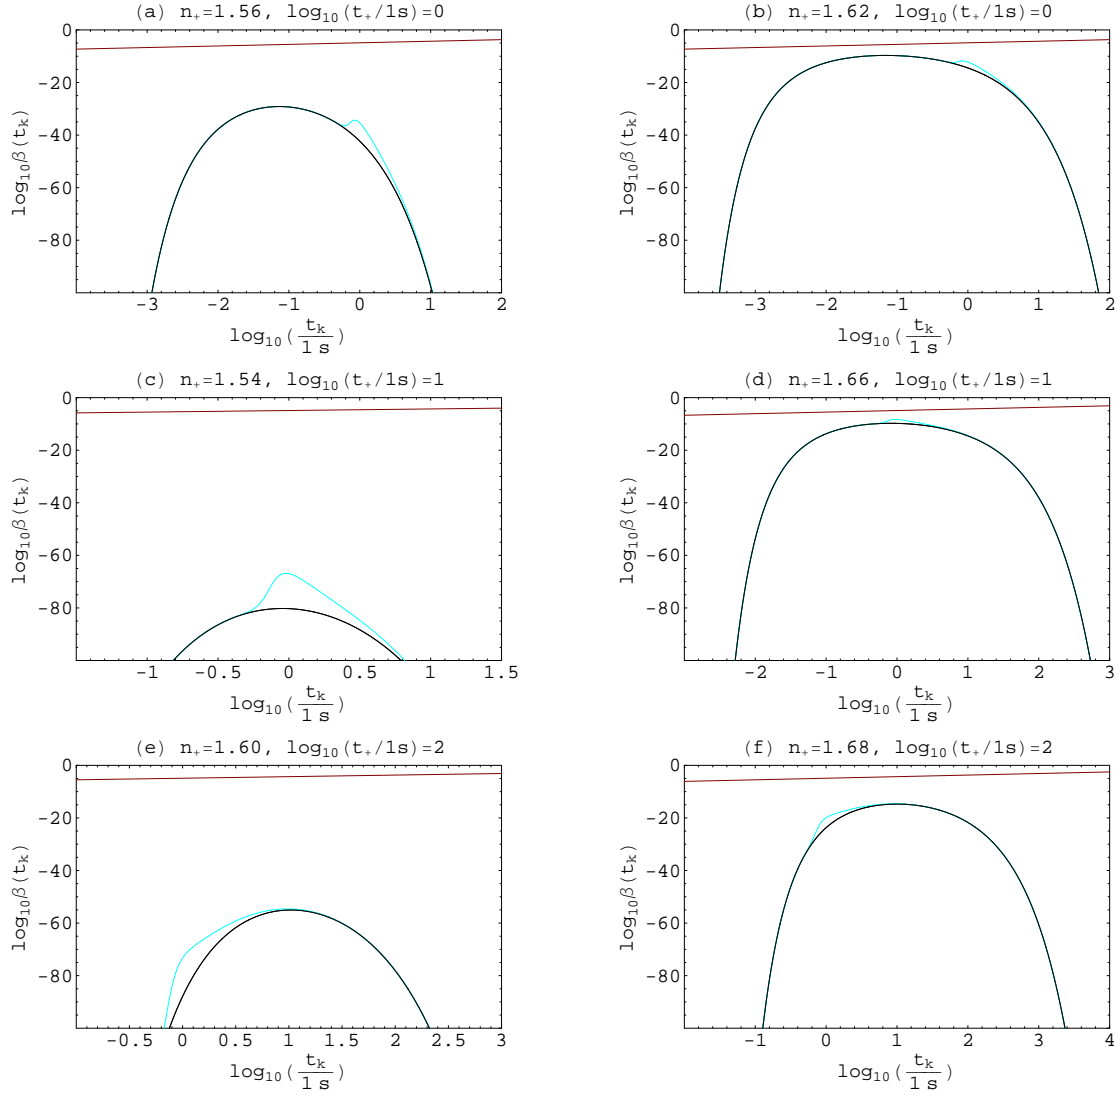 (a) n₊=1.56, log₁₀(t₊/1s)=0
0
-20
-40
-60
-80
log₁₀β(tₖ)
-3 -2 -1 0 1 2
log₁₀(tₖ/1 s)
(b) n₊=1.62, log₁₀(t₊/1s)=0
0
-20
-40
-60
-80
log₁₀β(tₖ)
-3 -2 -1 0 1 2
log₁₀(tₖ/1 s)
(c) n₊=1.54, log₁₀(t₊/1s)=1
0
-20
-40
-60
-80
log₁₀β(tₖ)
-1 -0.5 0 0.5 1 1.5
log₁₀(tₖ/1 s)
(d) n₊=1.66, log₁₀(t₊/1s)=1
0
-20
-40
-60
-80
log₁₀β(tₖ)
-2 -1 0 1 2 3
log₁₀(tₖ/1 s)
(e) n₊=1.60, log₁₀(t₊/1s)=2
0
-20
-40
-60
-80
log₁₀β(tₖ)
-0.5 0 0.5 1 1.5 2 2.5 3
log₁₀(tₖ/1 s)
(f) n₊=1.68, log₁₀(t₊/1s)=2
0
-20
-40
-60
-80
log₁₀β(tₖ)
-1 0 1 2 3 4
log₁₀(tₖ/1 s)